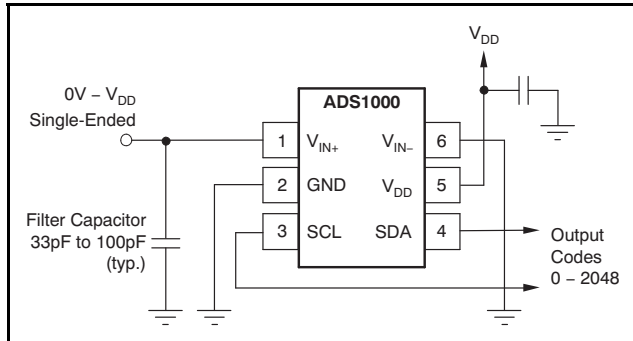 V_DD
0V – V_DD
Single-Ended
ADS1000
1 V_IN+ V_IN– 6
2 GND V_DD 5
3 SCL SDA 4
Filter Capacitor
33pF to 100pF
(typ.)
Output
Codes
0 – 2048